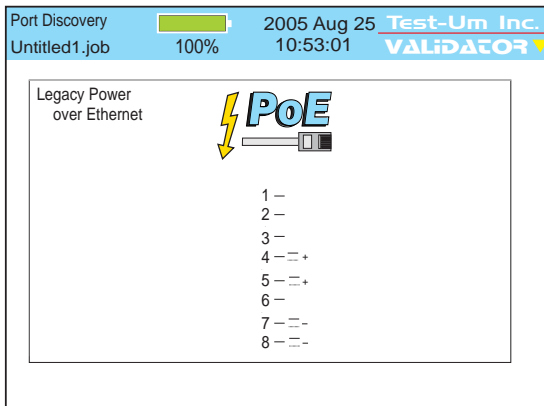 Port Discovery
2005 Aug 25 Test-Um Inc.
Untitled1.job 100% 10:53:01 VALiDATOR
Legacy Power
over Ethernet
PoE
1 –
2 –
3 –
4 – +
5 – +
6 –
7 – –
8 – –